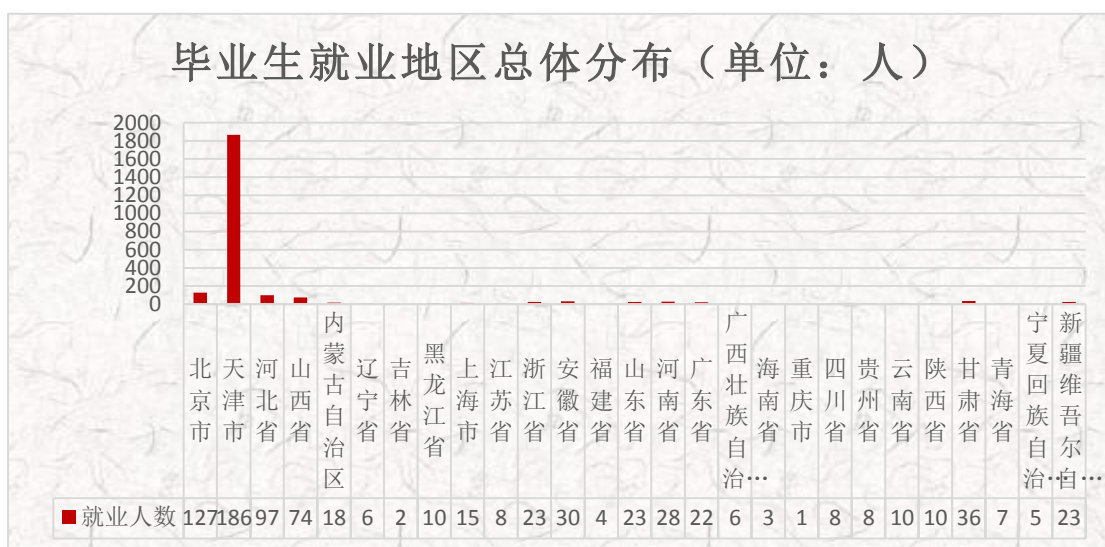 毕业生就业地区总体分布（单位：人）
2000
1800
1600
1400
1200
1000
800
600
400
200
0
北京市
天津市
河北省
山西省
内蒙古自治区
辽宁省
吉林省
黑龙江省
上海市
江苏省
浙江省
安徽省
福建省
山东省
河南省
广东省
广西壮族自治…
海南省
重庆市
四川省
贵州省
云南省
陕西省
甘肃省
青海省
宁夏回族自治…
新疆维吾尔自…
就业人数 127 186 97 74 18 6 2 10 15 8 23 30 4 23 28 22 6 3 1 8 8 10 10 36 7 5 23